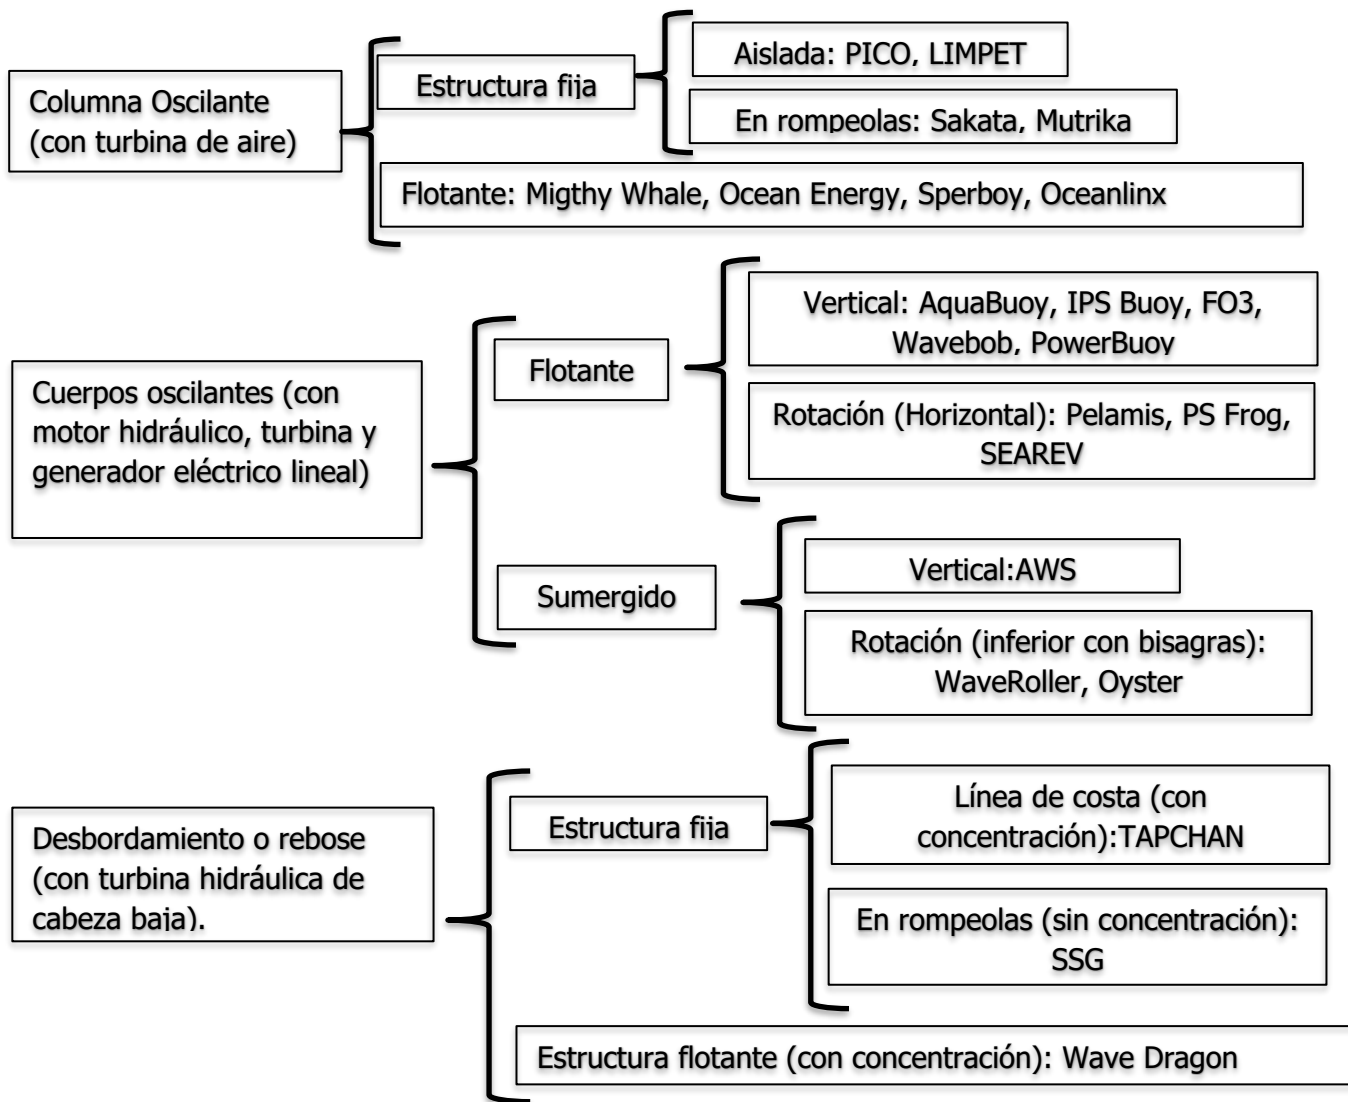 Columna Oscilante
(con turbina de aire)
Estructura fija
Aislada: PICO, LIMPET
En rompeolas: Sakata, Mutrika
Flotante: Migthy Whale, Ocean Energy, Sperboy, Oceanlinx
Cuerpos oscilantes (con
motor hidráulico, turbina y
generador eléctrico lineal)
Flotante
Vertical: AquaBuoy, IPS Buoy, FO3,
Wavebob, PowerBuoy
Rotación (Horizontal): Pelamis, PS Frog,
SEAREV
Sumergido
Vertical:AWS
Rotación (inferior con bisagras):
WaveRoller, Oyster
Desbordamiento o rebose
(con turbina hidráulica de
cabeza baja).
Estructura fija
Línea de costa (con
concentración):TAPCHAN
En rompeolas (sin concentración):
SSG
Estructura flotante (con concentración): Wave Dragon